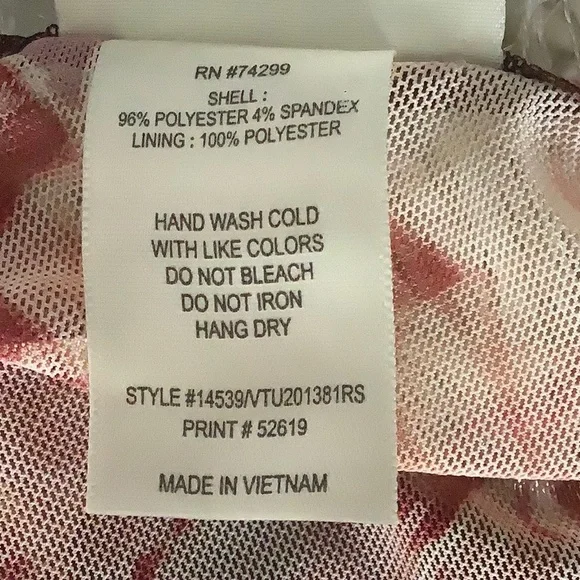 RN #74299
SHELL :
96% POLYESTER 4% SPANDEX
LINING : 100% POLYESTER
HAND WASH COLD
WITH LIKE COLORS
DO NOT BLEACH
DO NOT IRON
HANG DRY
STYLE #14539/VTU201381RS
PRINT # 52619
MADE IN VIETNAM